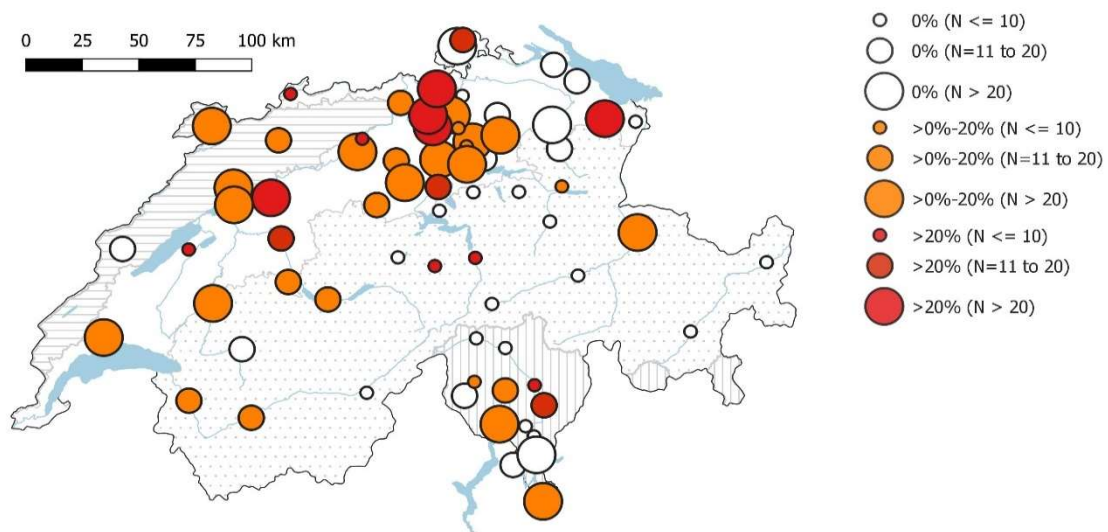 0 25 50 75 100 km
0% (N <= 10)
0% (N=11 to 20)
0% (N > 20)
>0%-20% (N <= 10)
>0%-20% (N=11 to 20)
>0%-20% (N > 20)
>20% (N <= 10)
>20% (N=11 to 20)
>20% (N > 20)